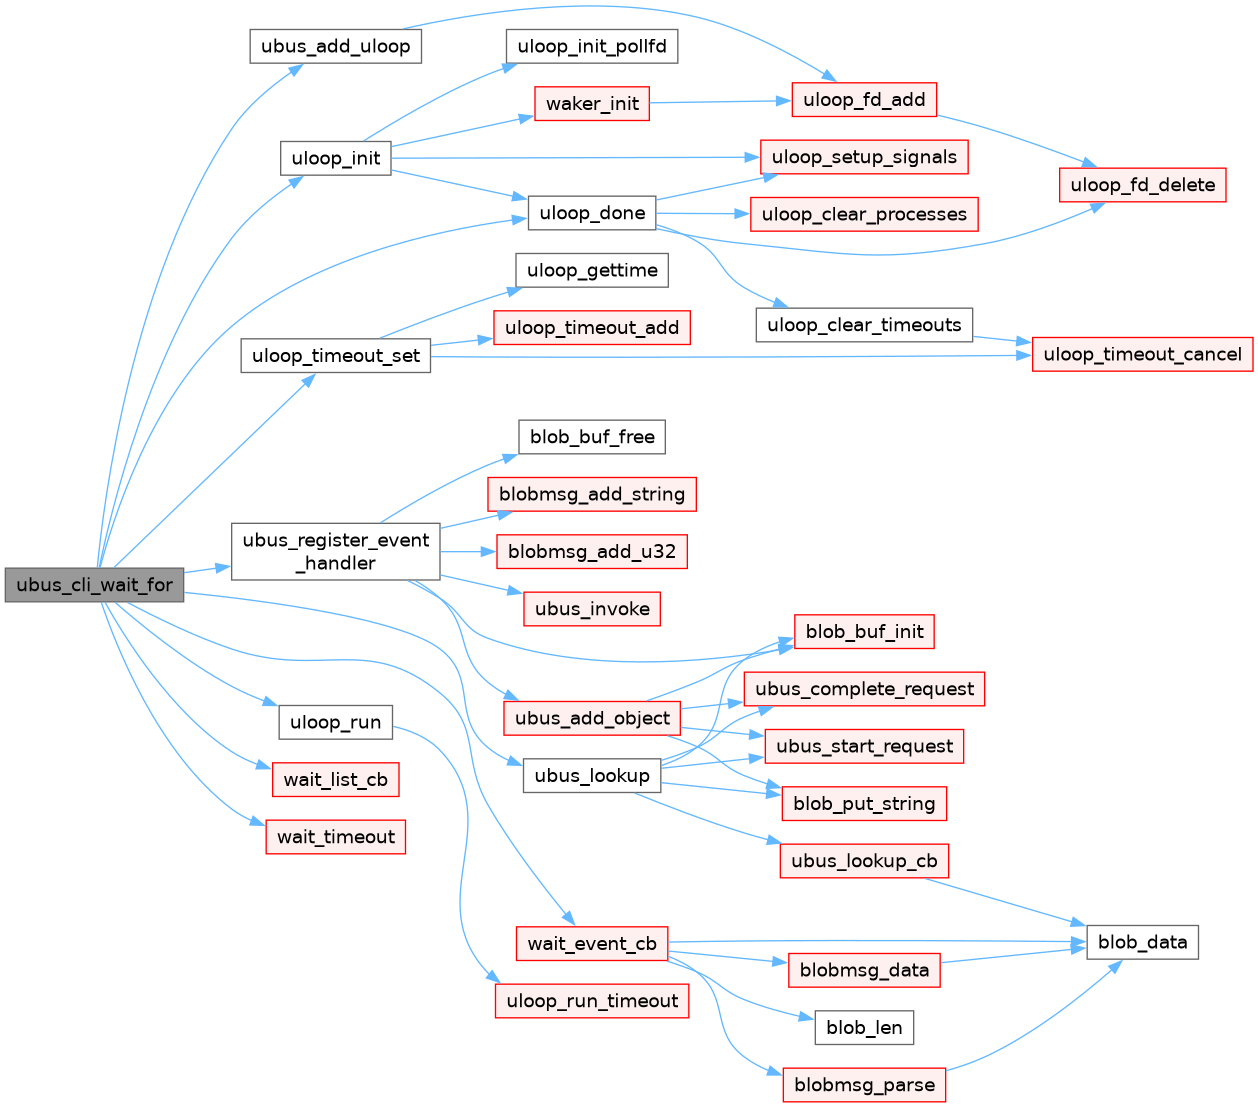 ubus_add_uloop
uloop_init_pollfd
waker_init
uloop_fd_add
uloop_init
uloop_setup_signals
uloop_fd_delete
uloop_done
uloop_clear_processes
uloop_gettime
uloop_timeout_add
uloop_clear_timeouts
uloop_timeout_set
uloop_timeout_cancel
blob_buf_free
blobmsg_add_string
ubus_register_event
_handler
blobmsg_add_u32
ubus_cli_wait_for
ubus_invoke
blob_buf_init
ubus_complete_request
ubus_add_object
uloop_run
ubus_start_request
wait_list_cb
ubus_lookup
blob_put_string
wait_timeout
ubus_lookup_cb
wait_event_cb
blob_data
blobmsg_data
uloop_run_timeout
blob_len
blobmsg_parse